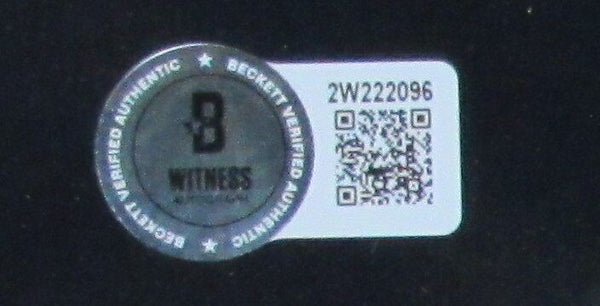 BECKETT VERIFIED AUTHENTIC ★ BECKETT VERIFIED AUTHENTIC ★
B
WITNESS
2W222096